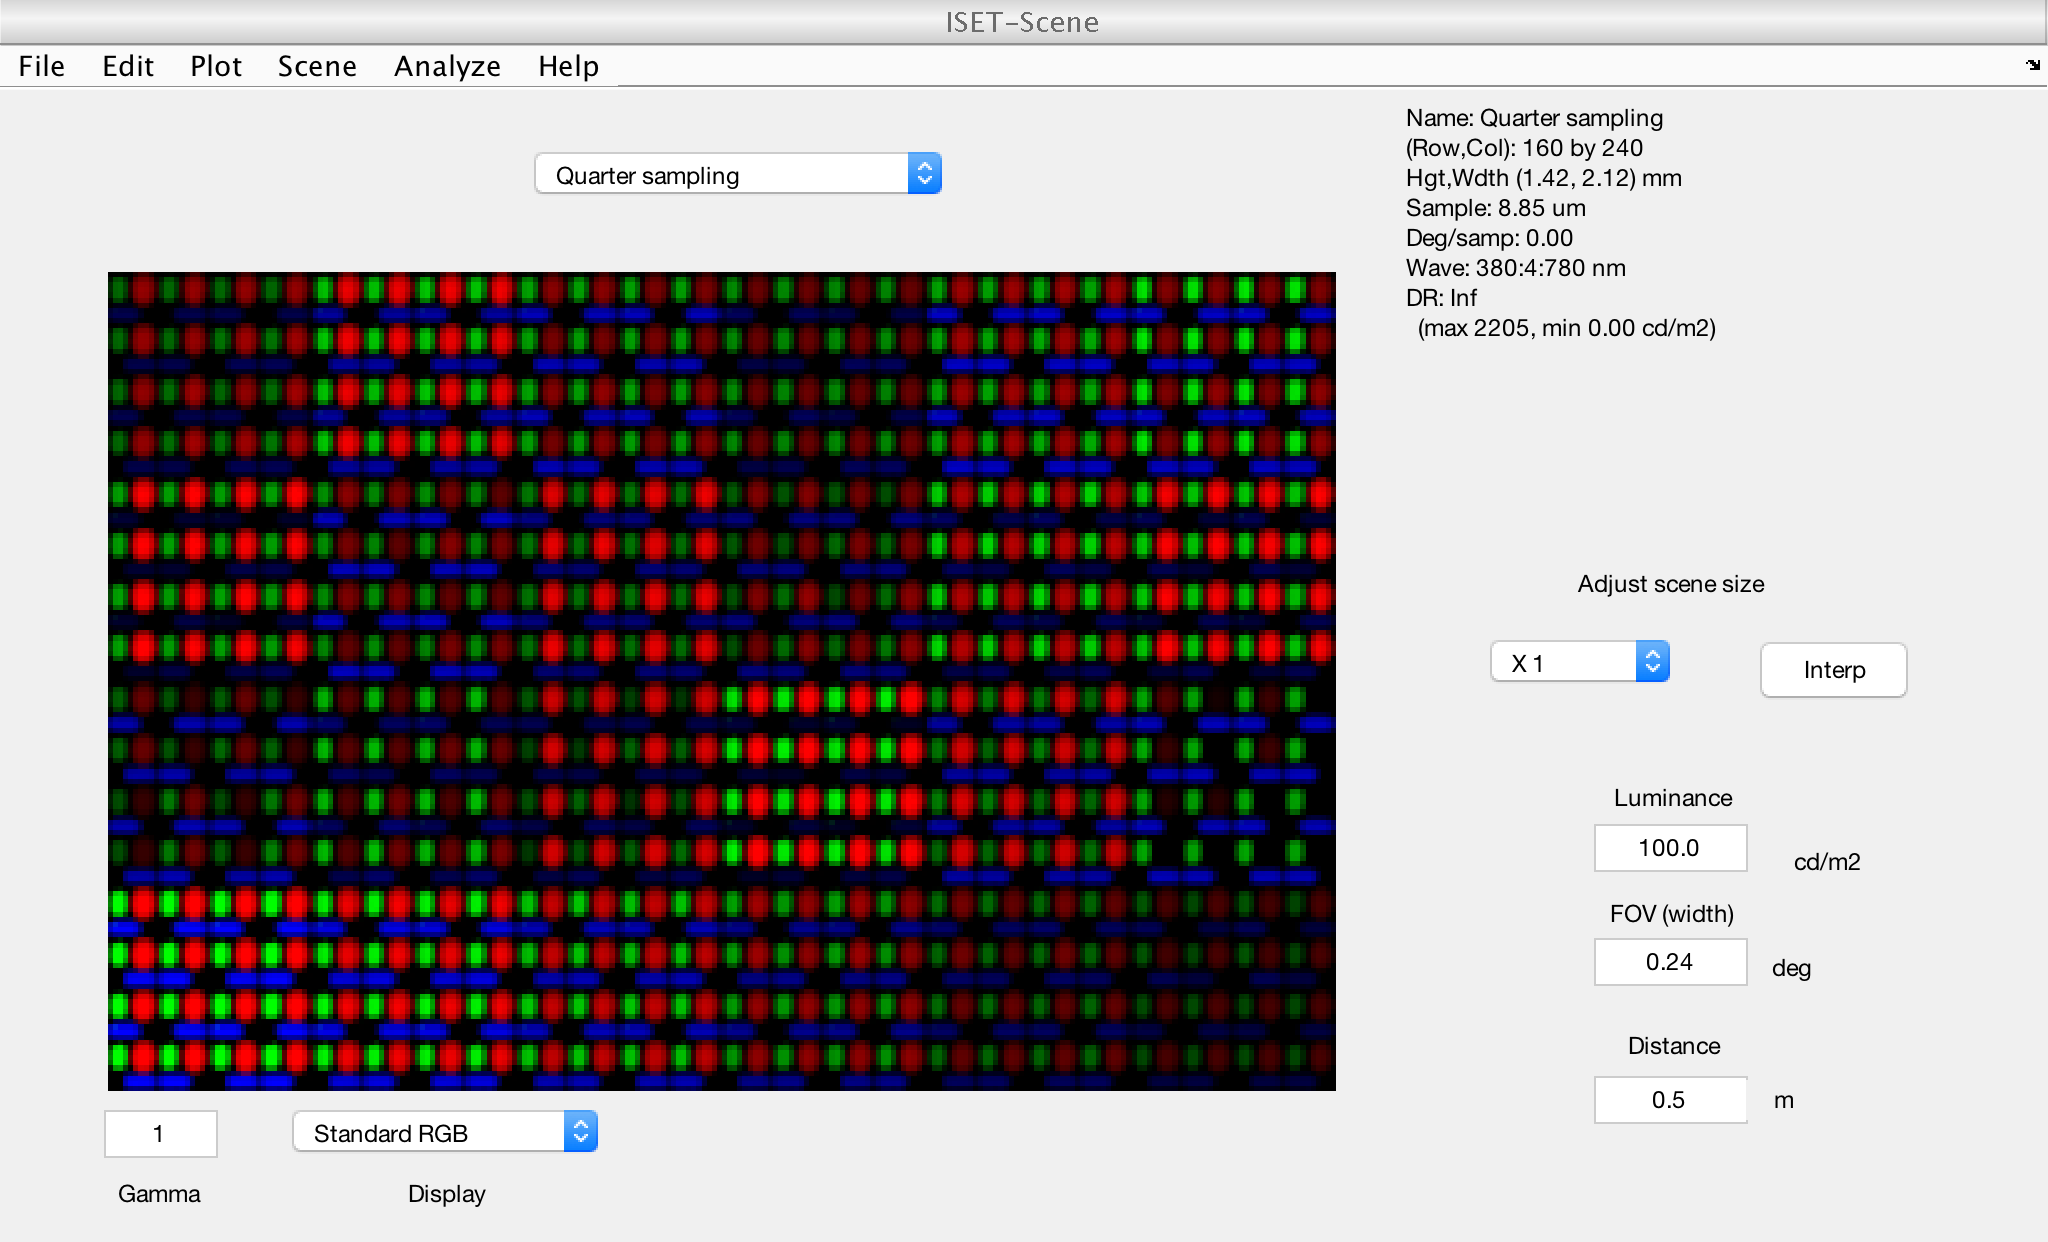 ISET-Scene
File Edit Plot Scene Analyze Help
Quarter sampling
Name: Quarter sampling
(Row,Col): 160 by 240
Hgt,Wdth (1.42, 2.12) mm
Sample: 8.85 um
Deg/samp: 0.00
Wave: 380:4:780 nm
DR: Inf
(max 2205, min 0.00 cd/m2)
Adjust scene size
X 1
Interp
Luminance
100.0 cd/m2
FOV (width)
0.24 deg
Distance
0.5 m
1
Standard RGB
Gamma
Display